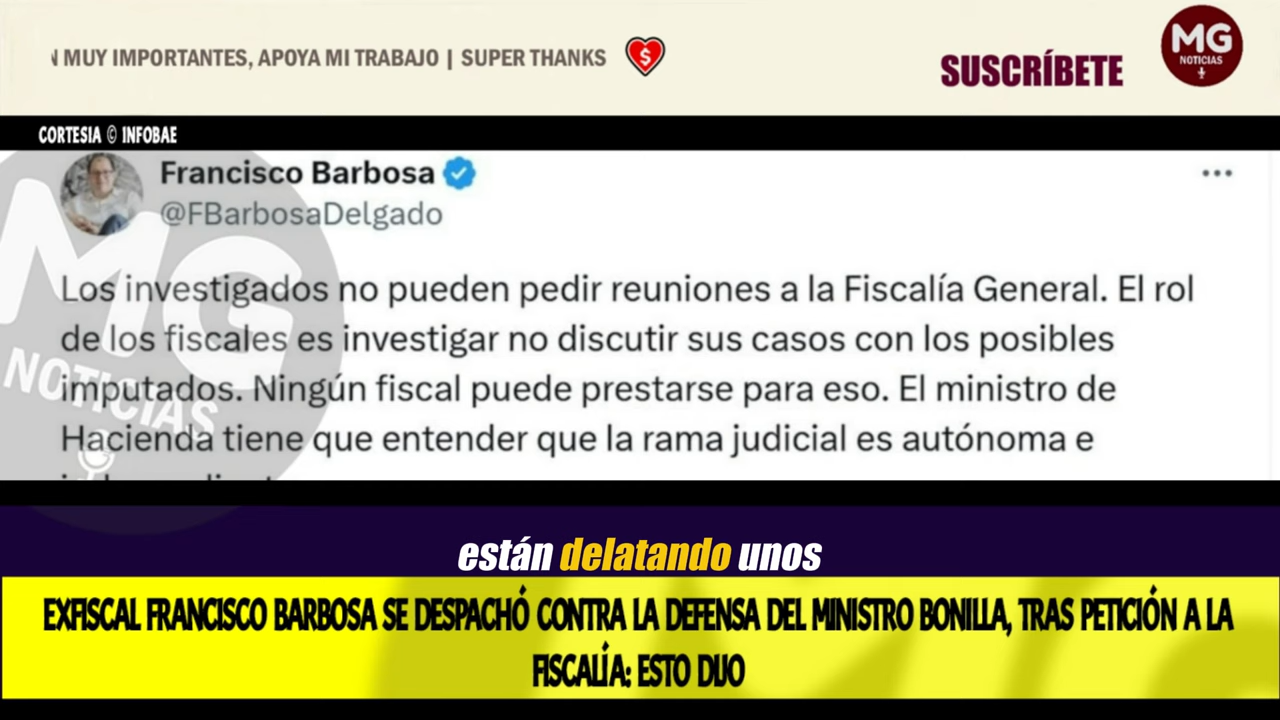 MUY IMPORTANTES, APOYA MI TRABAJO | SUPER THANKS
SUSCRÍBETE
MG
NOTICIAS
CORTESIA © INFOBAE
Francisco Barbosa
@FBarbosaDelgado
Los investigados no pueden pedir reuniones a la Fiscalía General. El rol
de los fiscales es investigar no discutir sus casos con los posibles
imputados. Ningún fiscal puede prestarse para eso. El ministro de
Hacienda tiene que entender que la rama judicial es autónoma e
MG
NOTICIAS
están delatando unos
EXFISCAL FRANCISCO BARBOSA SE DESPACHÓ CONTRA LA DEFENSA DEL MINISTRO BONILLA, TRAS PETICIÓN A LA
FISCALÍA: ESTO DIJO